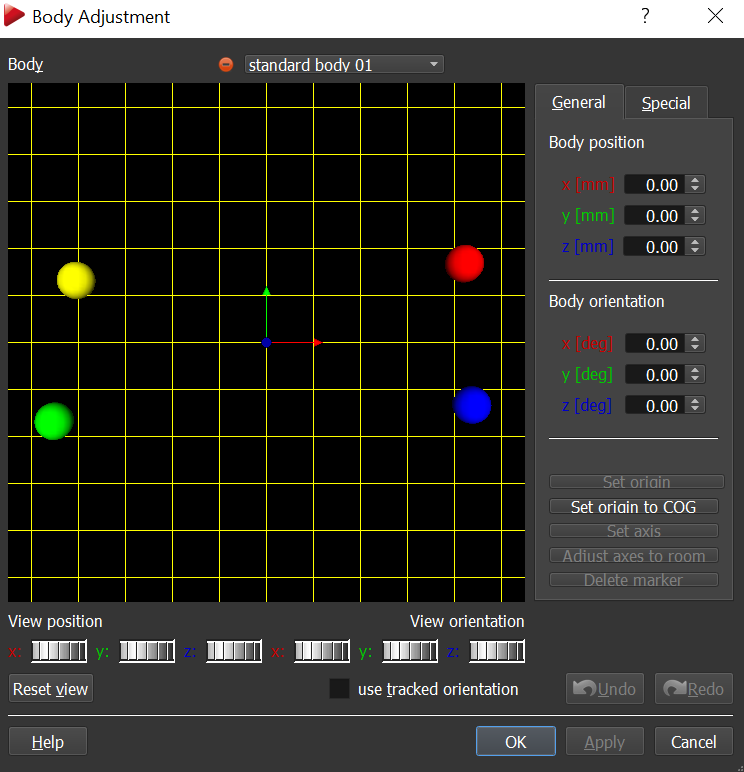 Body Adjustment
?
Body
standard body 01
General
Special
Body position
x [mm] 0.00
y [mm] 0.00
z [mm] 0.00
Body orientation
x [deg] 0.00
y [deg] 0.00
z [deg] 0.00
Set origin
Set origin to COG
Set axis
Adjust axes to room
Delete marker
View position
View orientation
x: y: z: x: y: z:
Reset view
use tracked orientation
Undo
Redo
Help
OK
Apply
Cancel